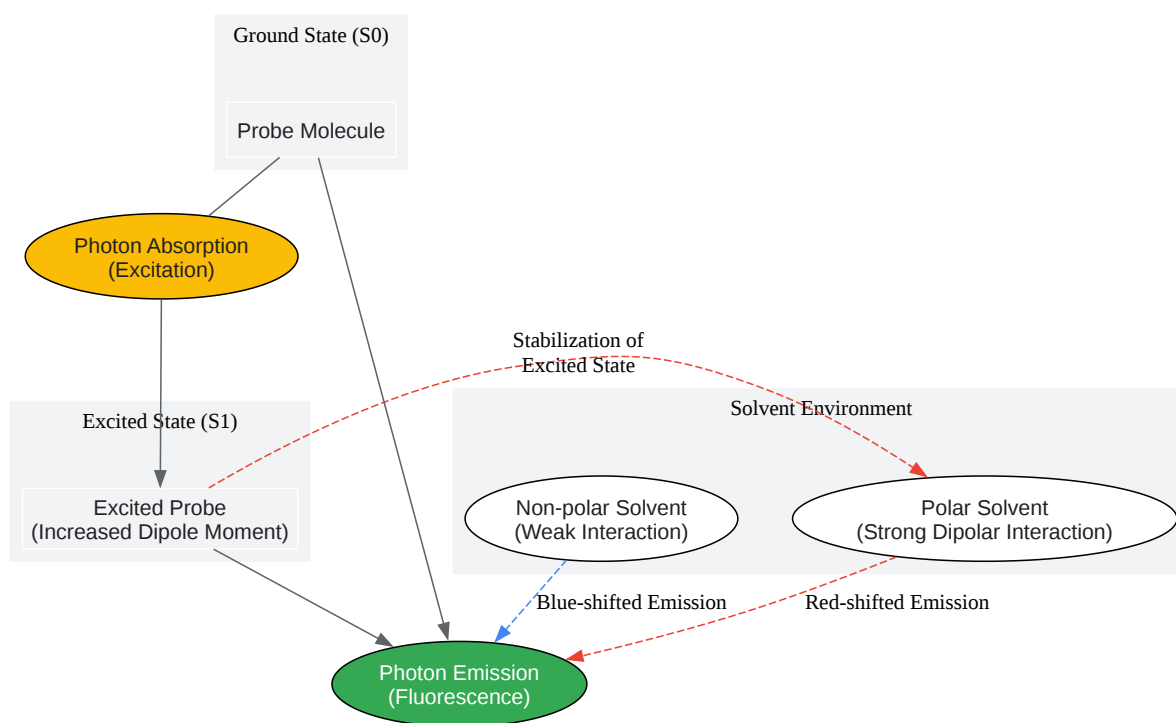 Ground State (S0)
Probe Molecule
Photon Absorption
(Excitation)
Stabilization of
Excited State
Excited State (S1)
Solvent Environment
Excited Probe
(Increased Dipole Moment)
Non-polar Solvent
(Weak Interaction)
Polar Solvent
(Strong Dipolar Interaction)
Blue-shifted Emission
Red-shifted Emission
Photon Emission
(Fluorescence)